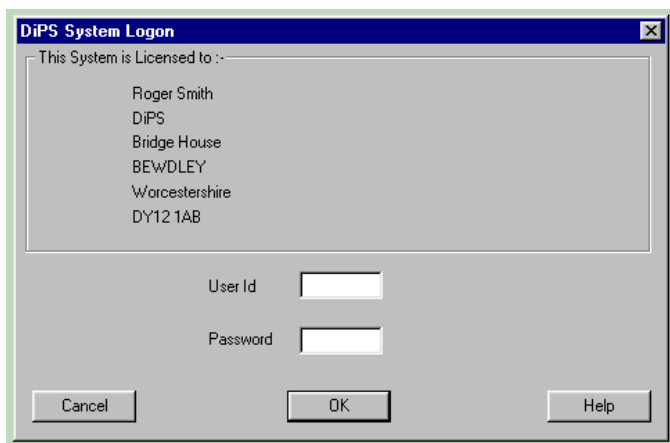 DiPS System Logon
This System is Licensed to :-
Roger Smith
DiPS
Bridge House
BEWDLEY
Worcestershire
DY12 1AB
User Id
Password
Cancel OK Help